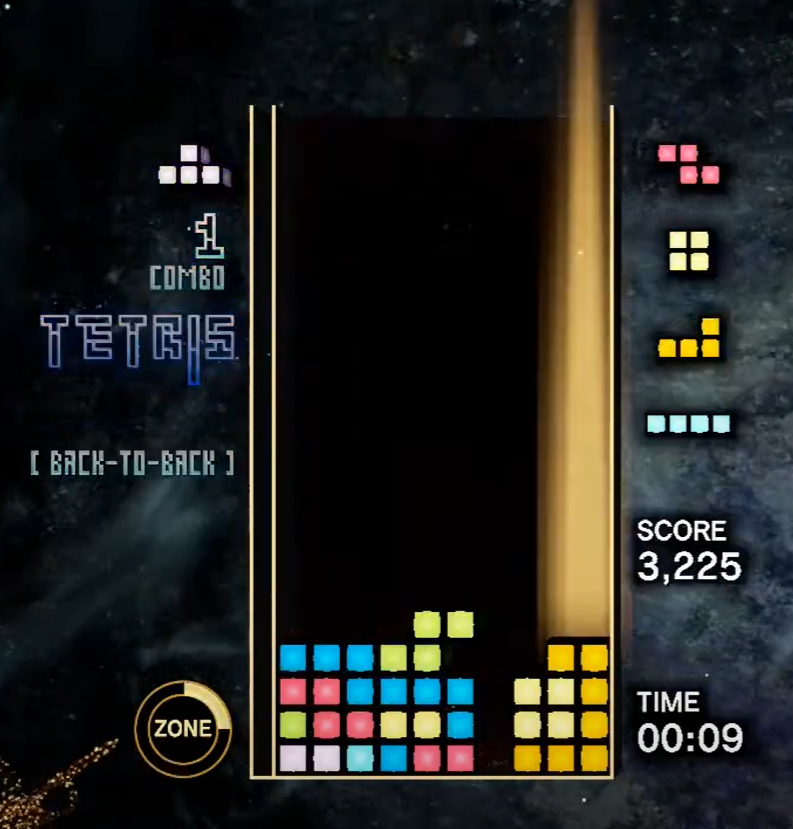 1
COMBO
TETRIS
[ BACK-TO-BACK ]
SCORE
3,225
ZONE
TIME
00:09